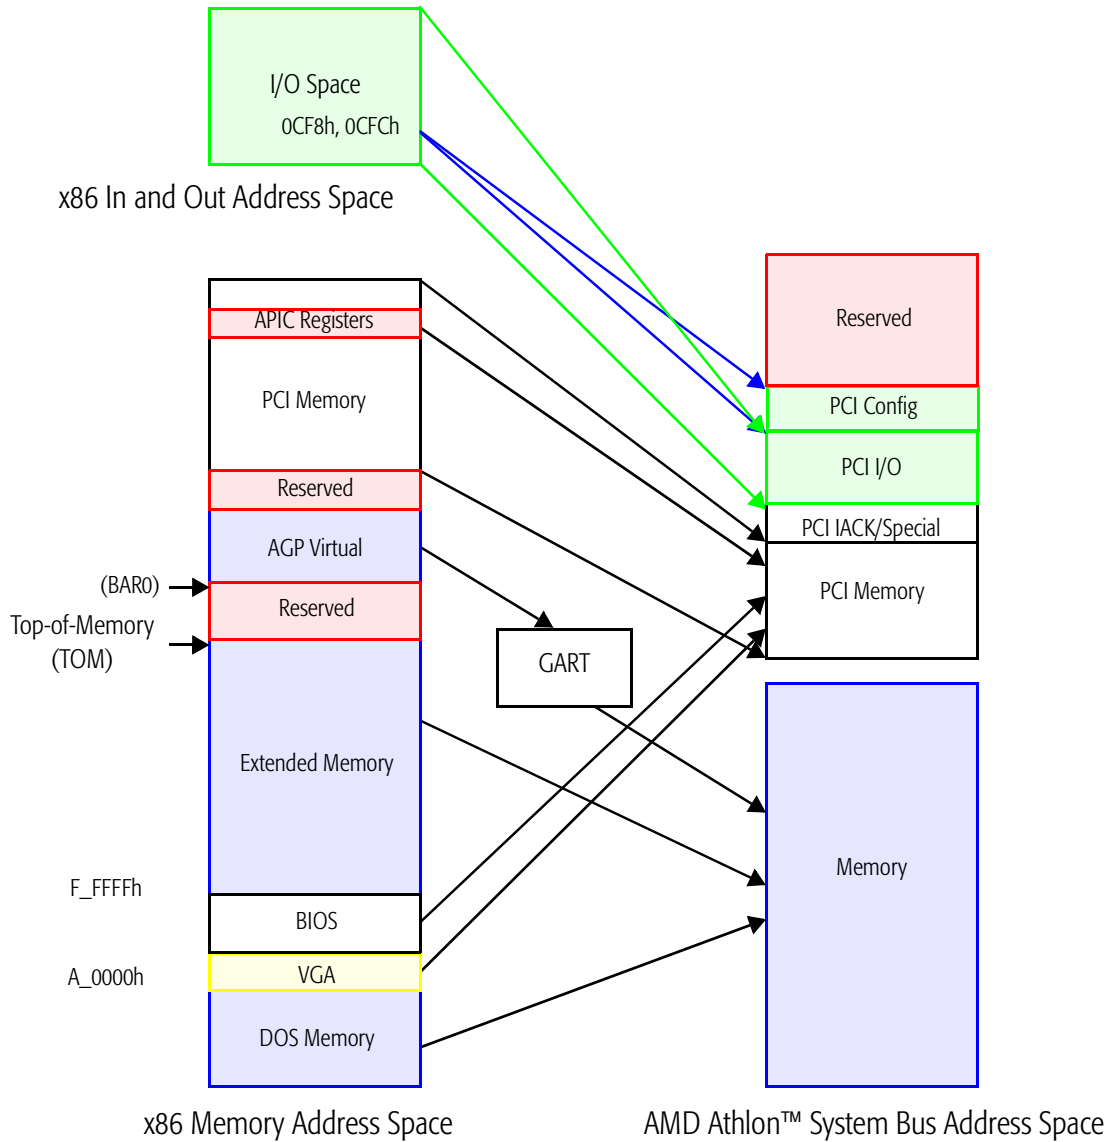 I/O Space
0CF8h, 0CFCh
x86 In and Out Address Space
APIC Registers
PCI Memory
Reserved
AGP Virtual
(BAR0)
Reserved
Top-of-Memory
(TOM)
Extended Memory
F_FFFFh
BIOS
A_0000h
VGA
DOS Memory
x86 Memory Address Space
GART
Reserved
PCI Config
PCI I/O
PCI IACK/Special
PCI Memory
Memory
AMD Athlon™ System Bus Address Space